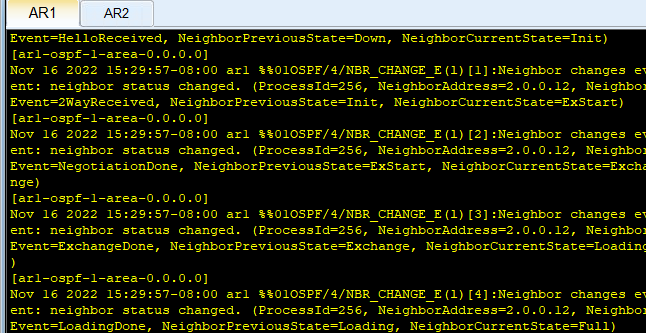 AR1 AR2
Event=HelloReceived, NeighborPreviousState=Down, NeighborCurrentState=Init)
[ar1-ospf-1-area-0.0.0.0]
Nov 16 2022 15:29:57-08:00 ar1 %%01OSPF/4/NBR_CHANGE_E(l)[1]:Neighbor changes ev
ent: neighbor status changed. (ProcessId=256, NeighborAddress=2.0.0.12, Neighbor
Event=2WayReceived, NeighborPreviousState=Init, NeighborCurrentState=ExStart)
[ar1-ospf-1-area-0.0.0.0]
Nov 16 2022 15:29:57-08:00 ar1 %%01OSPF/4/NBR_CHANGE_E(l)[2]:Neighbor changes ev
ent: neighbor status changed. (ProcessId=256, NeighborAddress=2.0.0.12, Neighbor
Event=NegotiationDone, NeighborPreviousState=ExStart, NeighborCurrentState=Excha
nge)
[ar1-ospf-1-area-0.0.0.0]
Nov 16 2022 15:29:57-08:00 ar1 %%01OSPF/4/NBR_CHANGE_E(l)[3]:Neighbor changes ev
ent: neighbor status changed. (ProcessId=256, NeighborAddress=2.0.0.12, Neighbor
Event=ExchangeDone, NeighborPreviousState=Exchange, NeighborCurrentState=Loading
)
[ar1-ospf-1-area-0.0.0.0]
Nov 16 2022 15:29:57-08:00 ar1 %%01OSPF/4/NBR_CHANGE_E(l)[4]:Neighbor changes ev
ent: neighbor status changed. (ProcessId=256, NeighborAddress=2.0.0.12, Neighbor
Event=LoadingDone, NeighborPreviousState=Loading, NeighborCurrentState=Full)